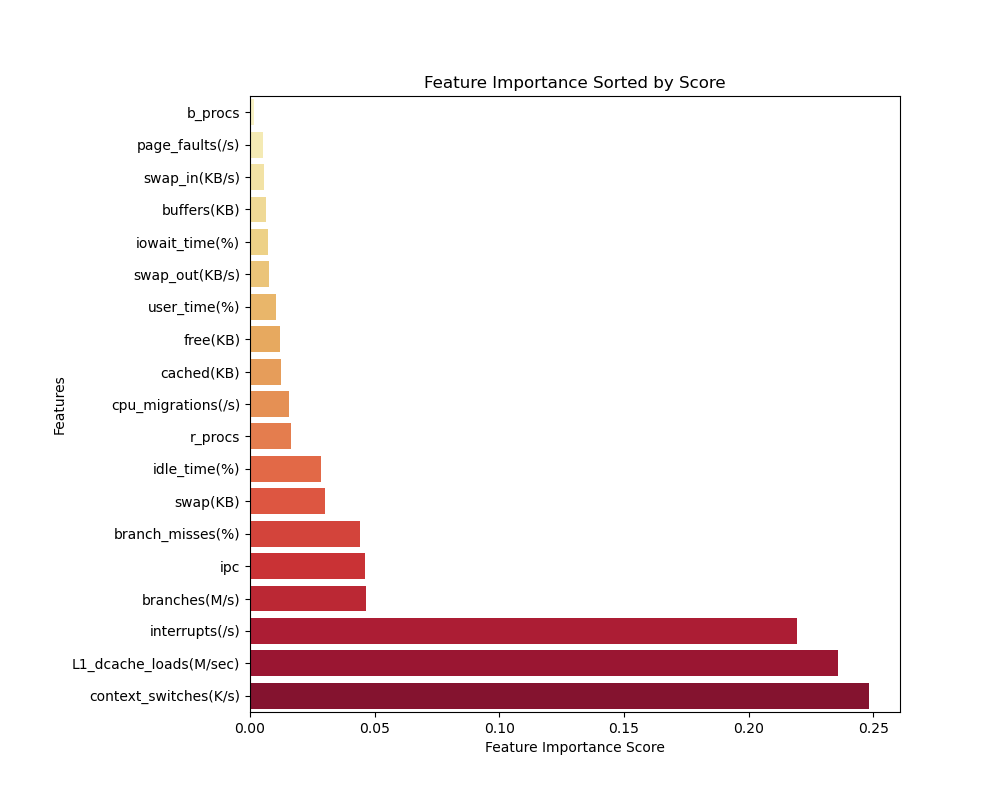 Feature Importance Sorted by Score
b_procs
page_faults(/s)
swap_in(KB/s)
buffers(KB)
iowait_time(%)
swap_out(KB/s)
user_time(%)
free(KB)
cached(KB)
cpu_migrations(/s)
r_procs
idle_time(%)
swap(KB)
branch_misses(%)
ipc
branches(M/s)
interrupts(/s)
L1_dcache_loads(M/sec)
context_switches(K/s)
Features
0.00 0.05 0.10 0.15 0.20 0.25
Feature Importance Score